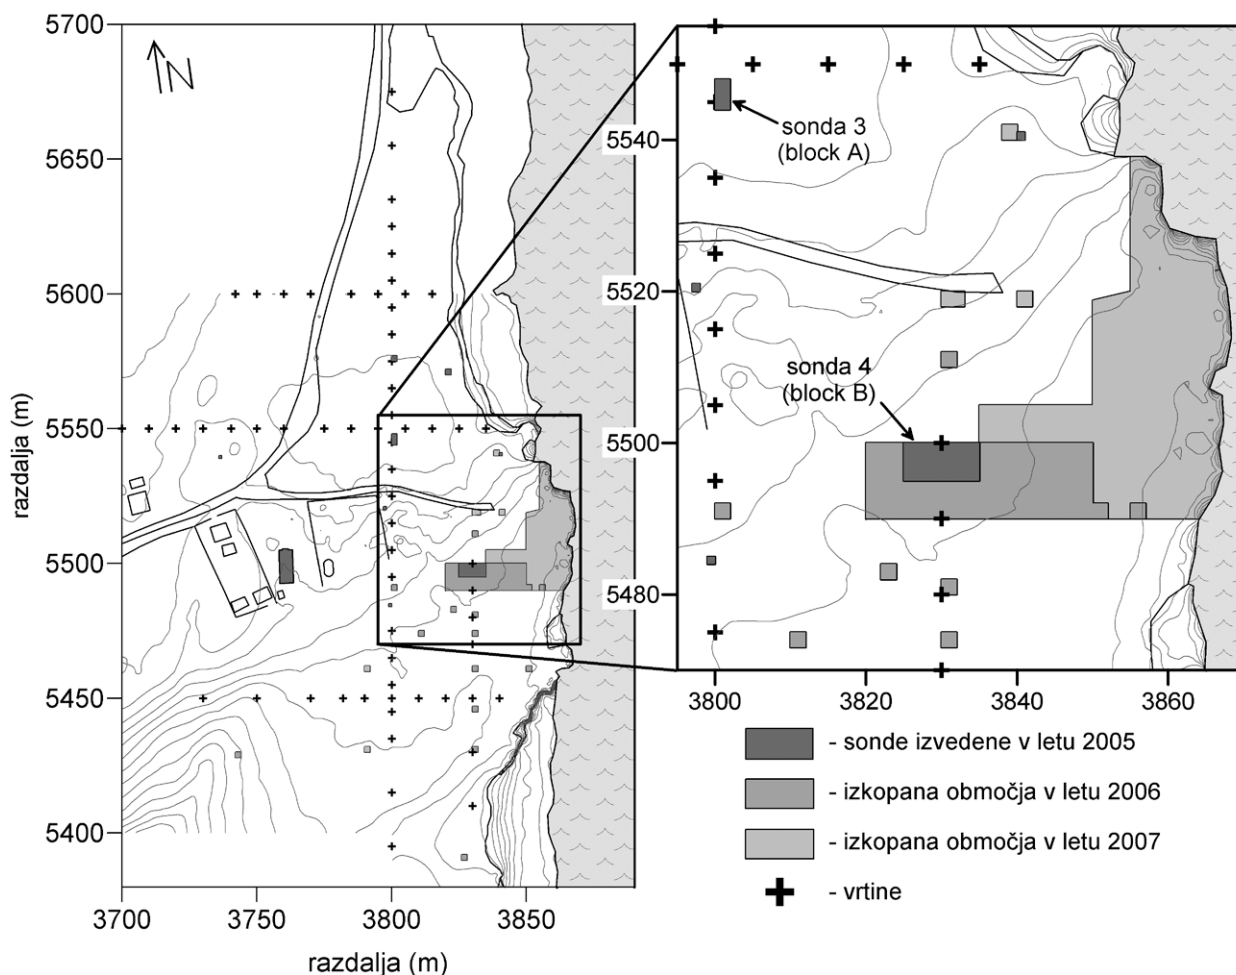 5700
5650
5600
5550
5500
5450
5400
razdalja (m)
3700
3750
3800
3850
razdalja (m)
N
5540
5520
5500
5480
3800
3820
3840
3860
sonda 3
(block A)
sonda 4
(block B)
- sonde izvedene v letu 2005
- izkopana območja v letu 2006
- izkopana območja v letu 2007
- vrtine